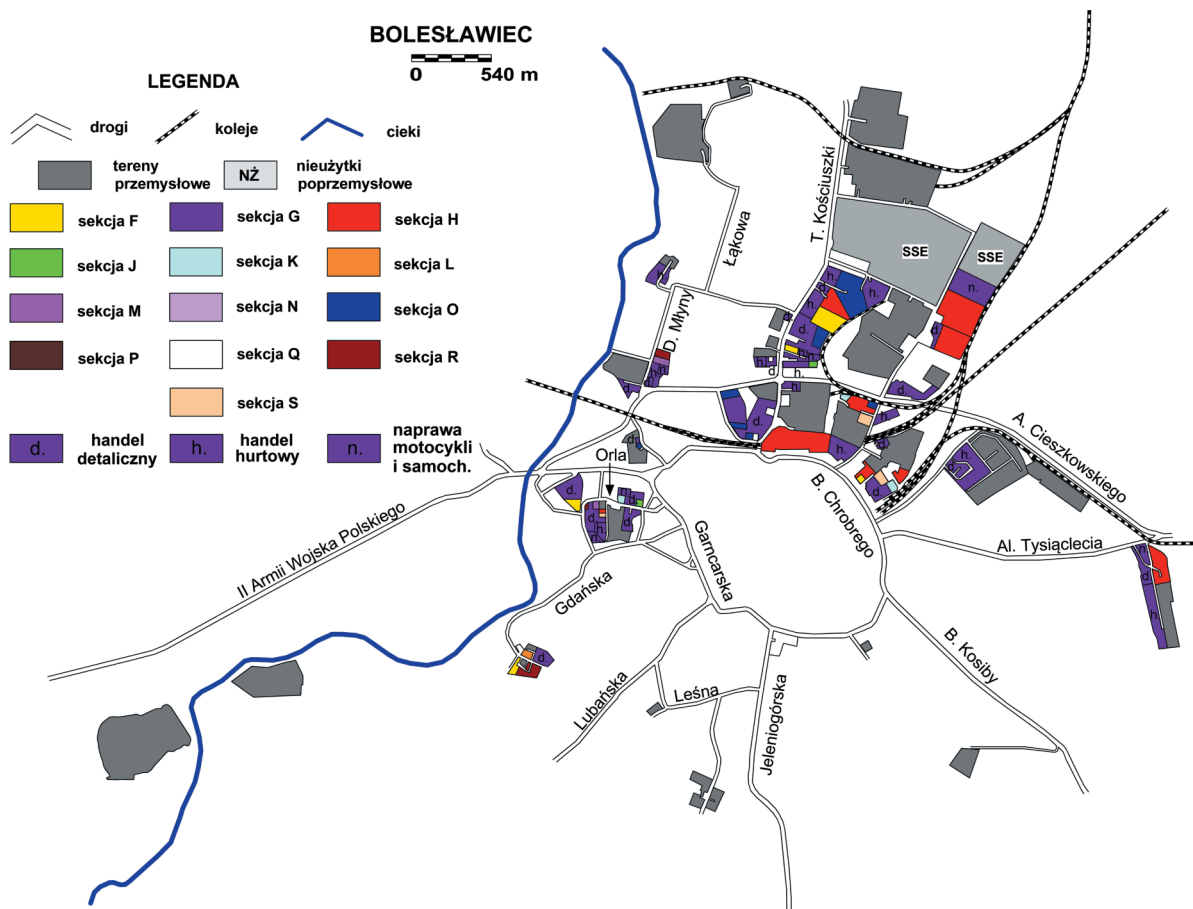 BOLESŁAWIEC
0 540 m
LEGENDA
drogi
koleje
cieki
tereny
przemysłowe
NŻ
nieużytki
poprzemysłowe
sekcja F
sekcja G
sekcja H
sekcja J
sekcja K
sekcja L
sekcja M
sekcja N
sekcja O
sekcja P
sekcja Q
sekcja R
sekcja S
d.
handel
detaliczny
h.
handel
hurtowy
n.
naprawa
motocykli
i samoch.
T. Kościuszki
Łąkowa
D. Młyny
SSE
SSE
n.
h.
h.
h.
h.
d.
d.
d.
d.
h.
h.
d.
h.
A. Cieszkowskiego
B. Chrobrego
Al. Tysiąclecia
Orla
II Armii Wojska Polskiego
Garncarska
Gdańska
d.
d.
h.
d.
d.
h.
n.
d.
h.
B. Kosiby
Lubańska
Leśna
Jeleniogórska